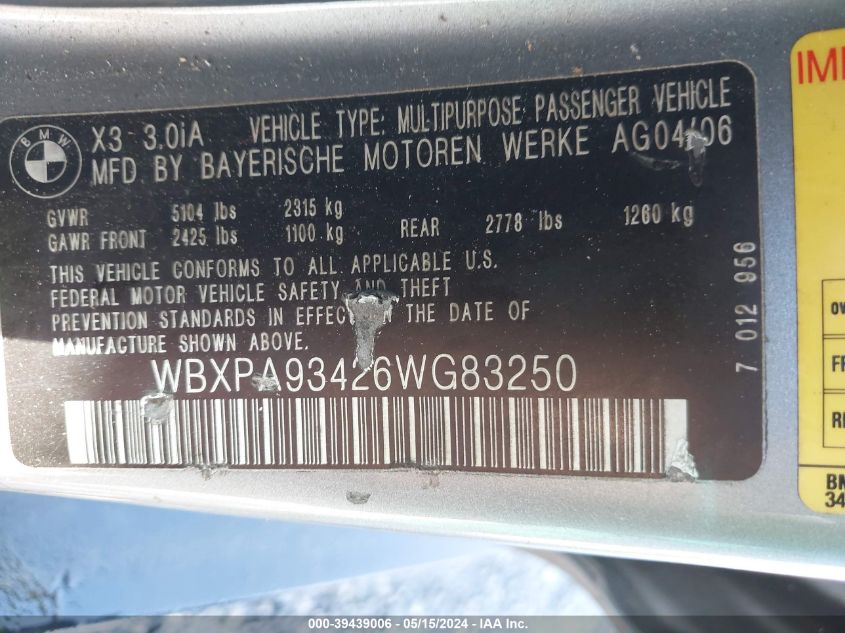 BMW
X3 3.0iA VEHICLE TYPE: MULTIPURPOSE PASSENGER VEHICLE
MFD BY BAYERISCHE MOTOREN WERKE AG04/06
GVWR 5104 lbs 2315 kg
GAWR FRONT 2425 lbs 1100 kg REAR 2778 lbs 1260 kg
THIS VEHICLE CONFORMS TO ALL APPLICABLE U.S.
FEDERAL MOTOR VEHICLE SAFETY AND THEFT
PREVENTION STANDARDS IN EFFECT THE DATE OF
MANUFACTURE SHOWN ABOVE.
WBXPA93426WG83250
7 012 956
000-39439006 - 05/15/2024 - IAA Inc.